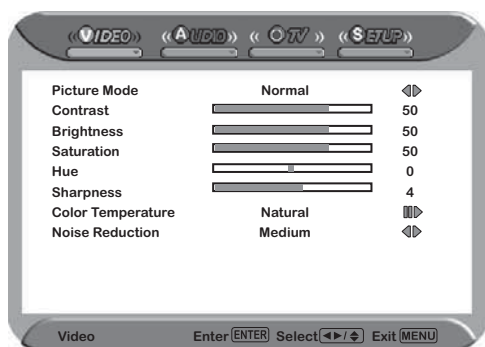 VIDEO AUDIO TV SETUP
Picture Mode Normal
Contrast 50
Brightness 50
Saturation 50
Hue 0
Sharpness 4
Color Temperature Natural
Noise Reduction Medium
Video Enter ENTER Select ◄►/▲▼ Exit MENU